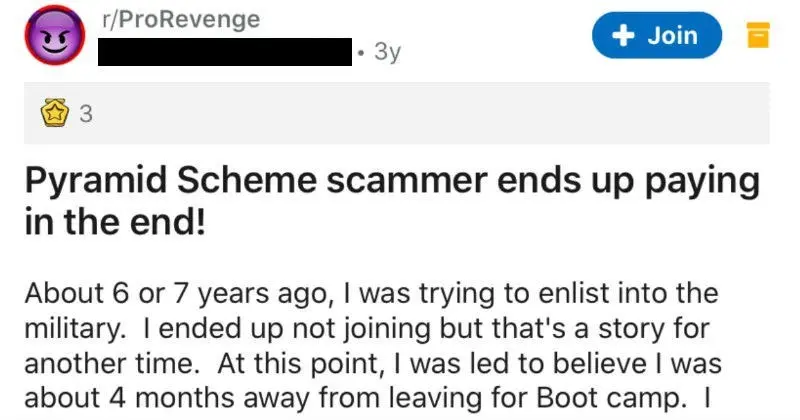 r/ProRevenge
• 3y
+ Join
3
Pyramid Scheme scammer ends up paying
in the end!
About 6 or 7 years ago, I was trying to enlist into the
military.  I ended up not joining but that's a story for
another time.  At this point, I was led to believe I was
about 4 months away from leaving for Boot camp.  I